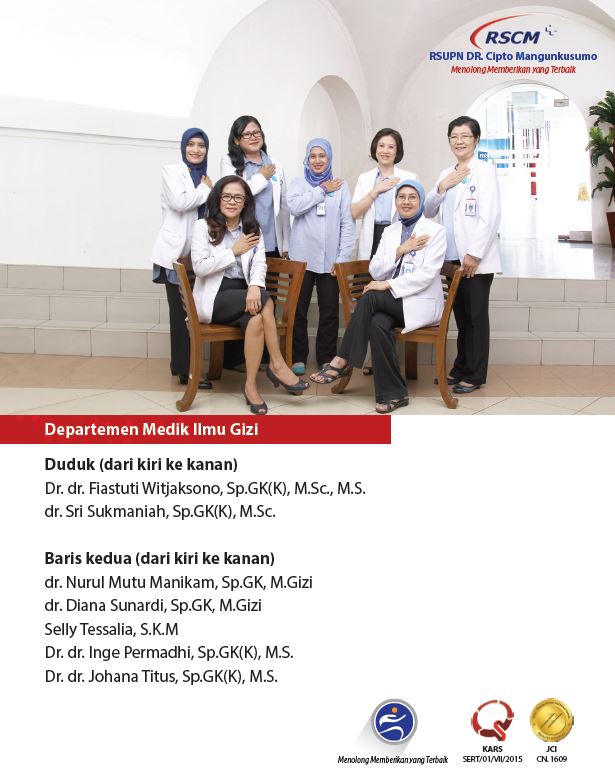 RSCM
RSUPN DR. Cipto Mangunkusumo
Menolong Memberikan yang Terbaik
Departemen Medik Ilmu Gizi
Duduk (dari kiri ke kanan)
Dr. dr. Fiastuti Witjaksono, Sp.GK(K), M.Sc., M.S.
dr. Sri Sukmaniah, Sp.GK(K), M.Sc.
Baris kedua (dari kiri ke kanan)
dr. Nurul Mutu Manikam, Sp.GK, M.Gizi
dr. Diana Sunardi, Sp.GK, M.Gizi
Selly Tessalia, S.K.M
Dr. dr. Inge Permadhi, Sp.GK(K), M.S.
Dr. dr. Johana Titus, Sp.GK(K), M.S.
Menolong Memberikan yang Terbaik
KARS
SERT/01/VII/2015
JCI
CN. 1609